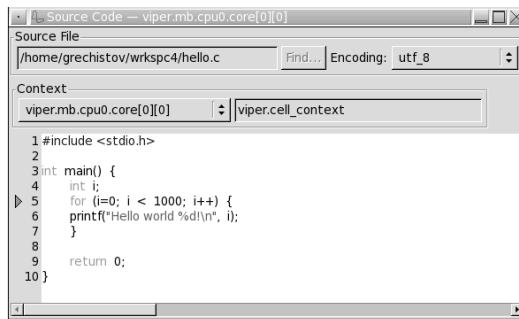 Source Code — viper.mb.cpu0.core[0][0]
Source File
/home/grechistov/wrkspc4/hello.c Find... Encoding: utf_8
Context
viper.mb.cpu0.core[0][0] viper.cell_context
1 #include <stdio.h>
2
3 int main() {
4 int i;
5 for (i=0; i < 1000; i++) {
6 printf("Hello world %d!\n", i);
7 }
8
9 return 0;
10 }